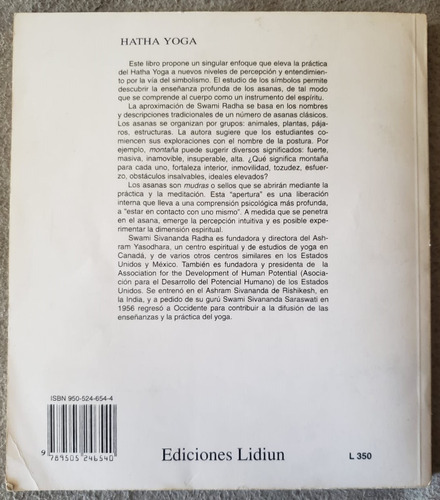 HATHA YOGA
Este libro propone un singular enfoque que eleva la práctica
del Hatha Yoga a nuevos niveles de percepción y entendimien-
to por la vía del simbolismo. El estudio de los símbolos permite
descubrir la enseñanza profunda de los asanas, de tal modo
que se comprende al cuerpo como un instrumento del espíritu.
La aproximación de Swami Radha se basa en los nombres
y descripciones tradicionales de un número de asanas clásicos.
Los asanas se organizan por grupos: animales, plantas, pája-
ros, estructuras. La autora sugiere que los estudiantes co-
miencen sus exploraciones con el nombre de la postura. Por
ejemplo, montaña puede sugerir diversos significados: fuerte,
masiva, inamovible, insuperable, alta. ¿Qué significa montaña
para cada uno, fortaleza interior, inmovilidad, tozudez, esfuer-
zo, obstáculos insalvables, ideales elevados?
Los asanas son mudras o sellos que se abrirán mediante la
práctica y la meditación. Esta "apertura" es una liberación
interna que lleva a una comprensión psicológica más profunda,
a "estar en contacto con uno mismo". A medida que se penetra
en el asana, emerge la percepción intuitiva y es posible exper-
imentar la dimensión espiritual.
Swami Sivananda Radha es fundadora y directora del Ash-
ram Yasodhara, un centro espiritual y de estudios de yoga en
Canadá, y de varios otros centros similares en los Estados
Unidos y México. También es fundadora y presidenta de la
Association for the Development of Human Potential (Asocia-
ción para el Desarrollo del Potencial Humano) de los Estados
Unidos. Se entrenó en el Ashram Sivananda de Rishikesh, en
la India, y a pedido de su gurú Swami Sivananda Saraswati en
1956 regresó a Occidente para contribuir a la difusión de las
enseñanzas y la práctica del yoga.
ISBN 950-524-654-4
9 789505 246540
Ediciones Lidiun
L 350